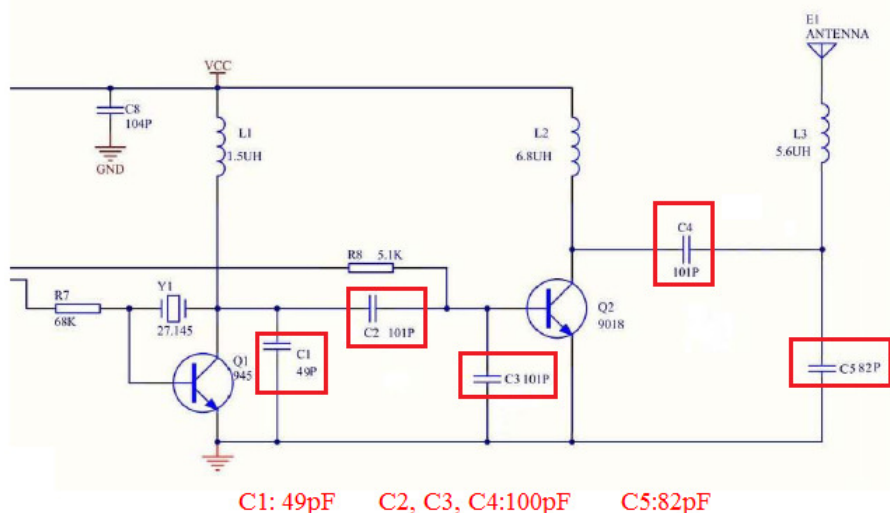 E1
ANTENNA
VCC
C8
104P
L1
1.5UH
L2
6.8UH
L3
5.6UH
GND
C4
101P
R8 5.1K
R7
68K
Y1
27.145
C2 101P
Q2
9018
C1
49P
Q1
945
C3 101P
C5 82P
C1: 49pF C2, C3, C4:100pF C5:82pF